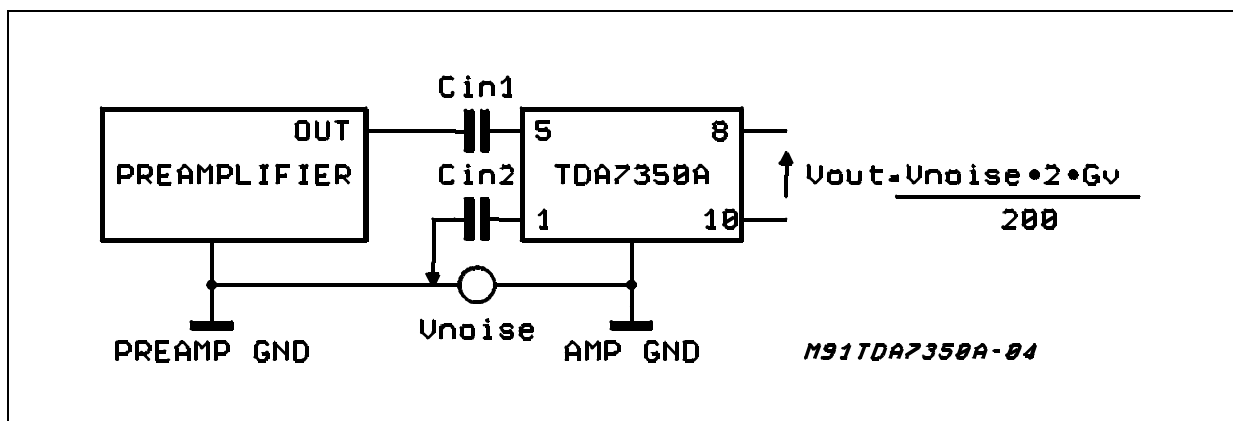 Cin1
OUT
PREAMPLIFIER
5
8
Cin2
TDA7350A
1
10
Vout=Vnoise•2•Gv
200
Vnoise
PREAMP GND
AMP GND
M91TDA7350A-04